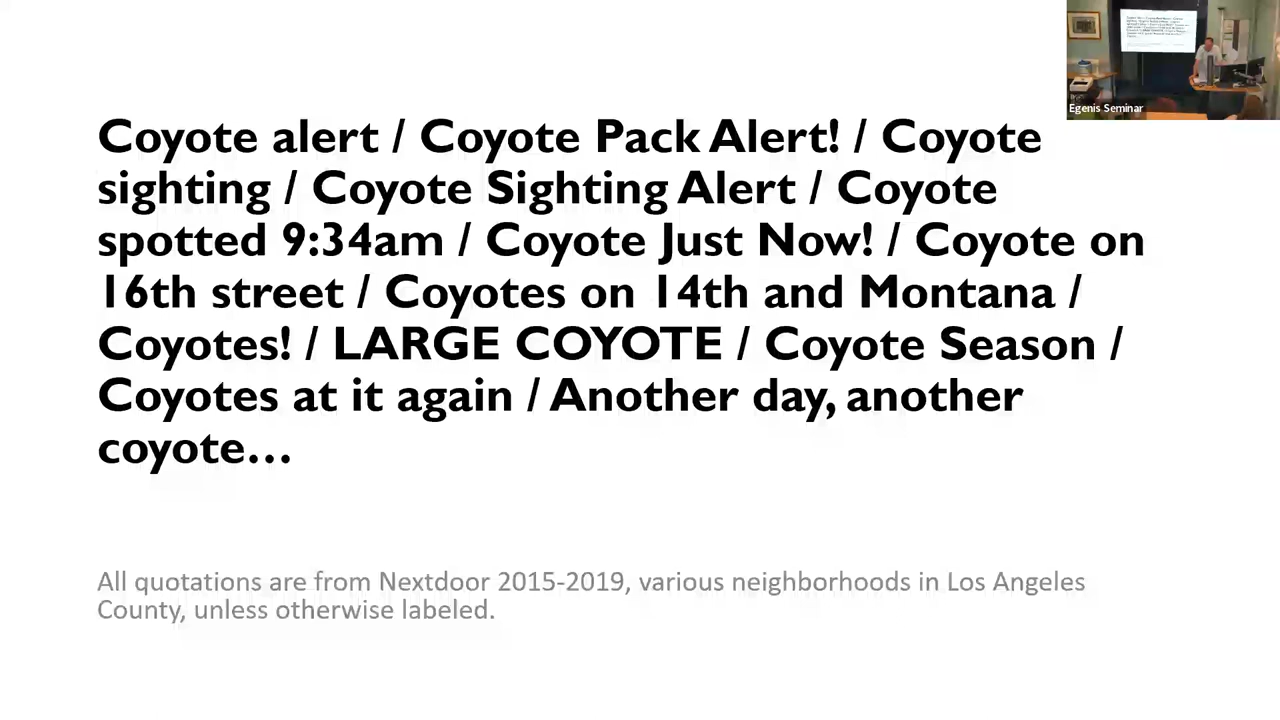 Egenis Seminar
Coyote alert / Coyote Pack Alert! / Coyote
sighting / Coyote Sighting Alert / Coyote
spotted 9:34am / Coyote Just Now! / Coyote on
16th street / Coyotes on 14th and Montana /
Coyotes! / LARGE COYOTE / Coyote Season /
Coyotes at it again / Another day, another
coyote…
All quotations are from Nextdoor 2015-2019, various neighborhoods in Los Angeles
County, unless otherwise labeled.